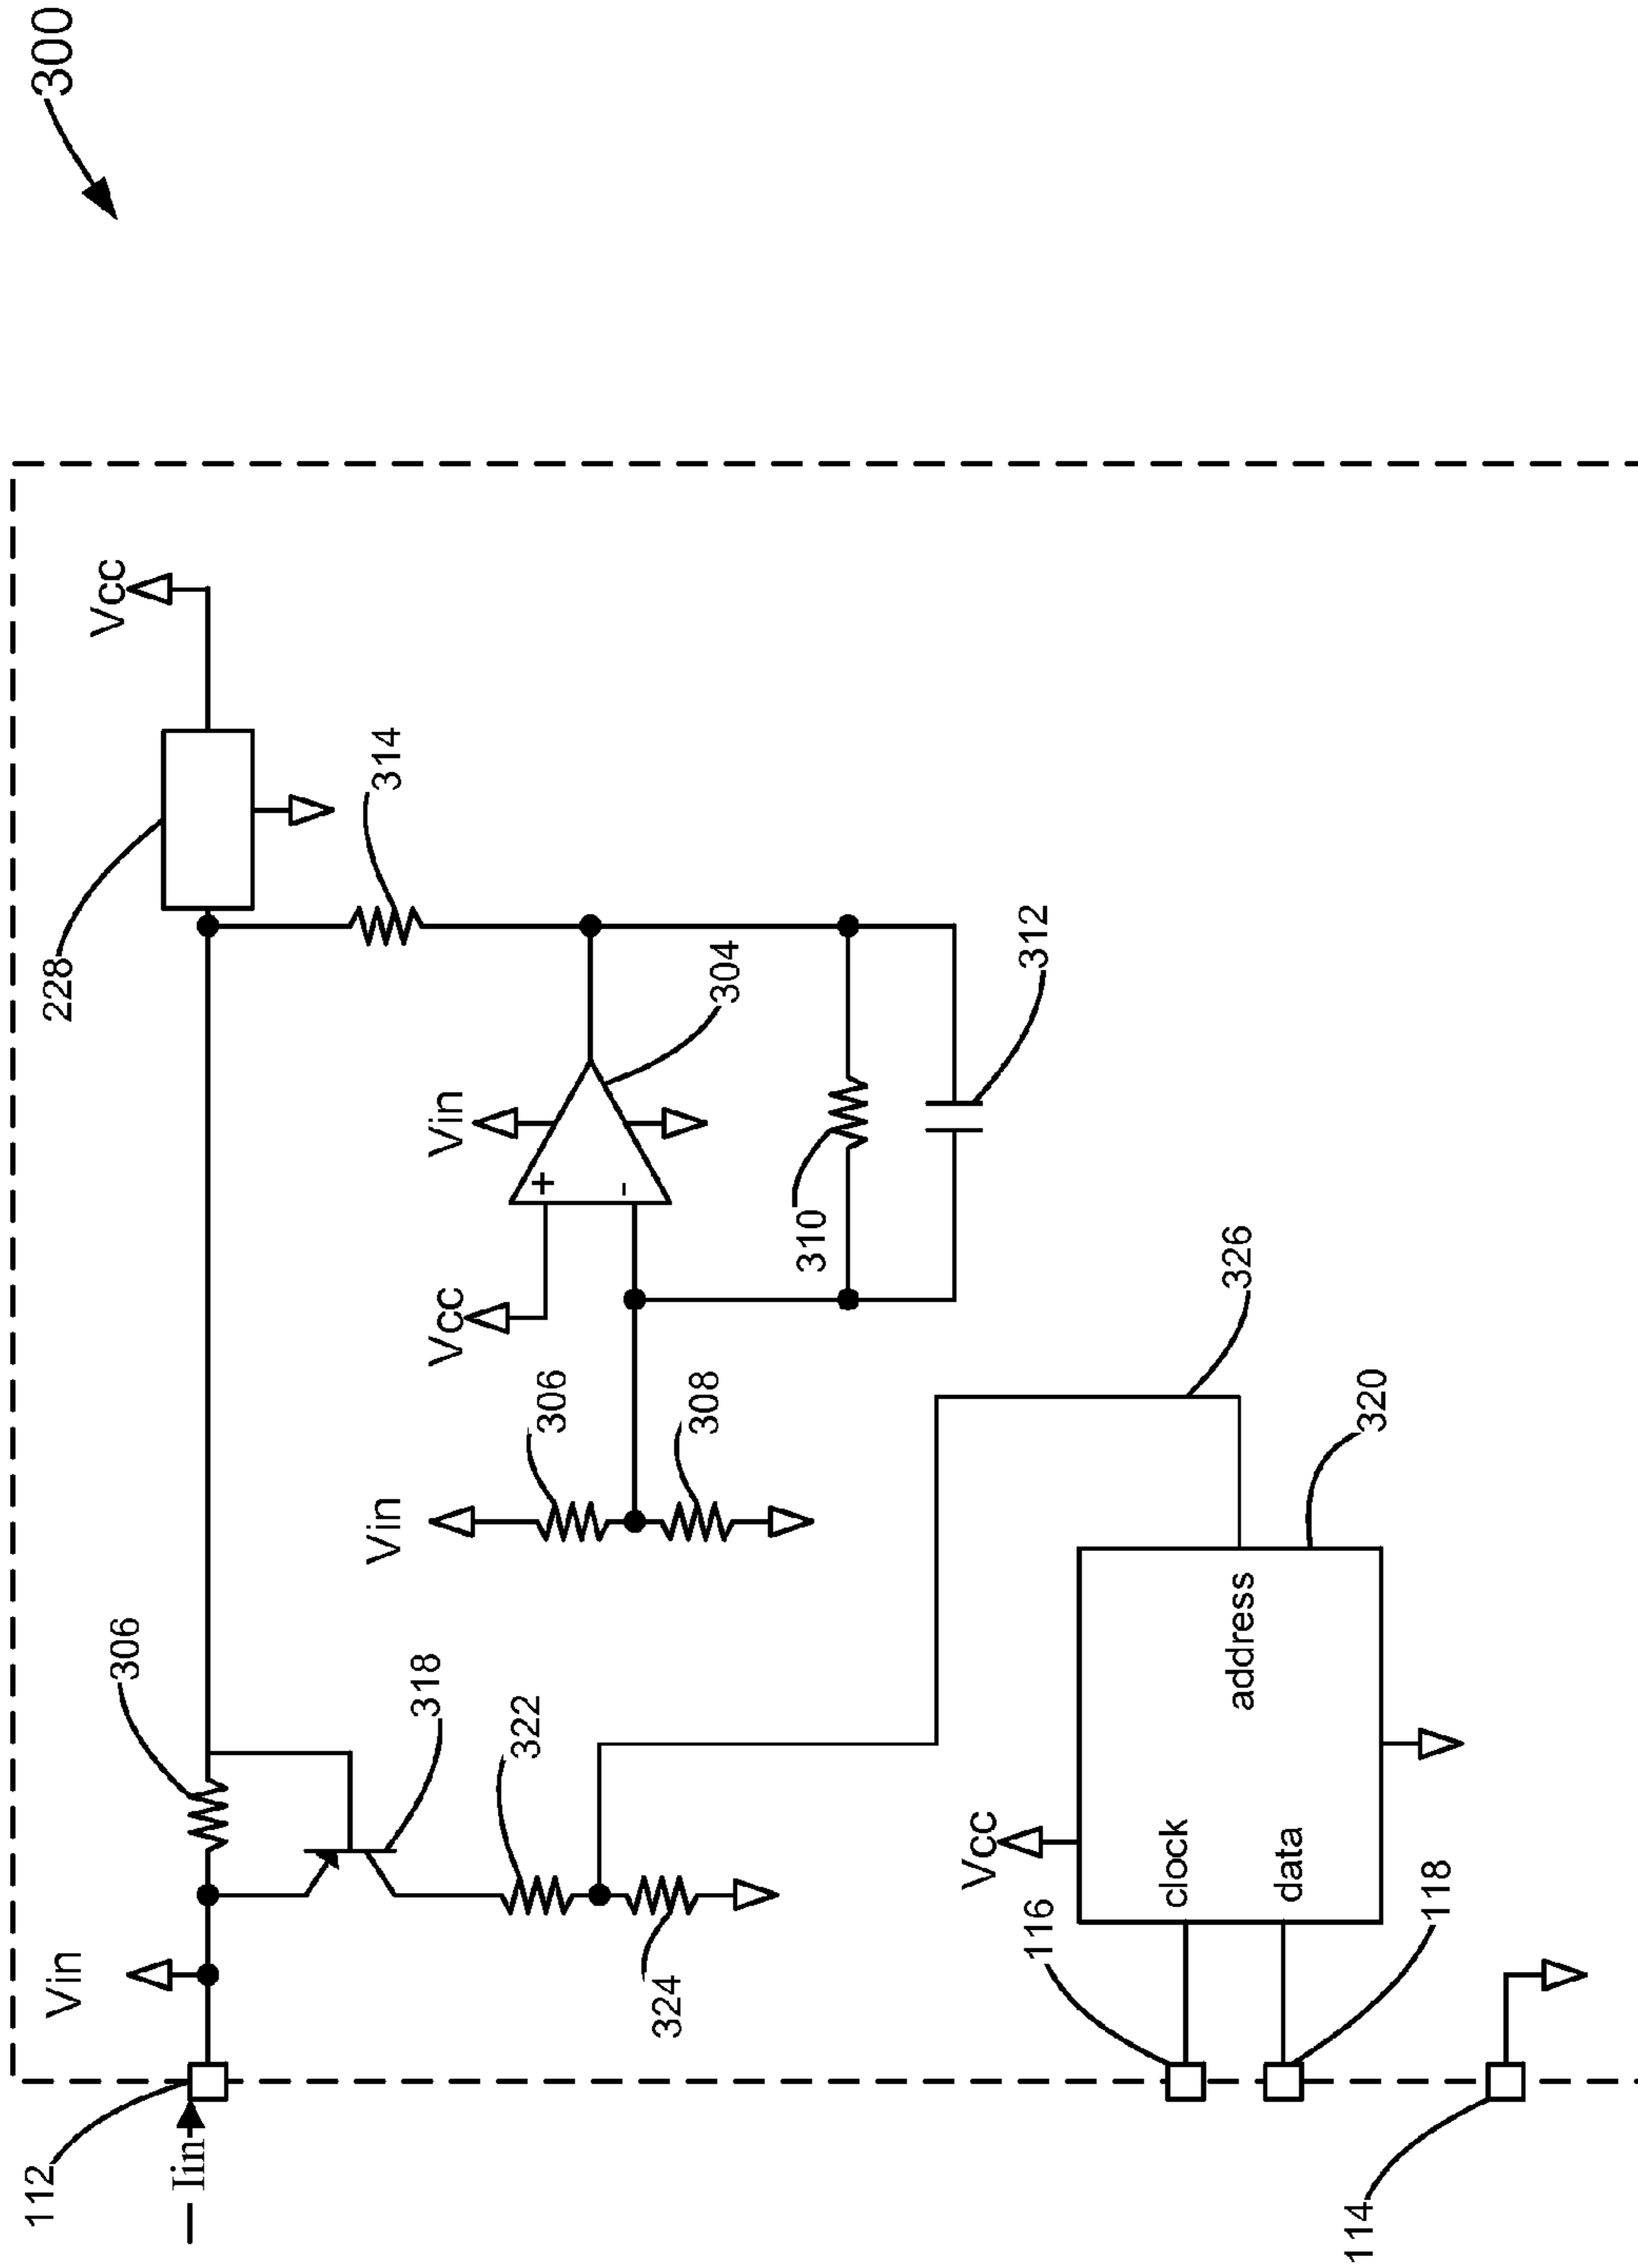 300
112
Iin
Vin
306
228
Vcc
318
322
324
Vin
306
308
Vcc
+
-
Vin
304
314
310
312
326
116
118
Vcc
clock
data
address
320
114